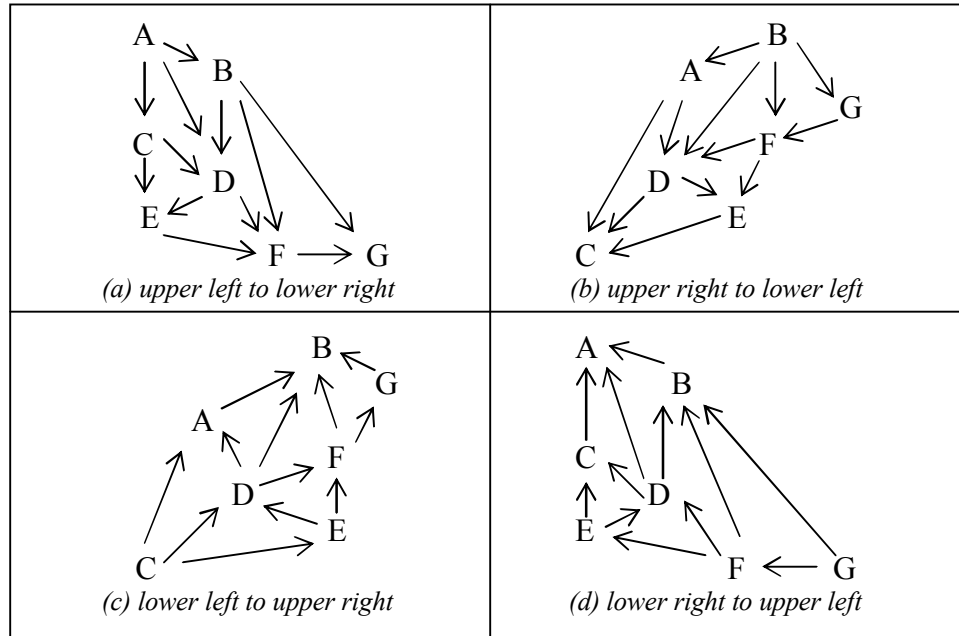 A
B
C
D
E
F G
(a) upper left to lower right
B
A
G
F
D
E
C
(b) upper right to lower left
B
G
A
F
D
E
C
(c) lower left to upper right
A
B
C
D
E
F G
(d) lower right to upper left